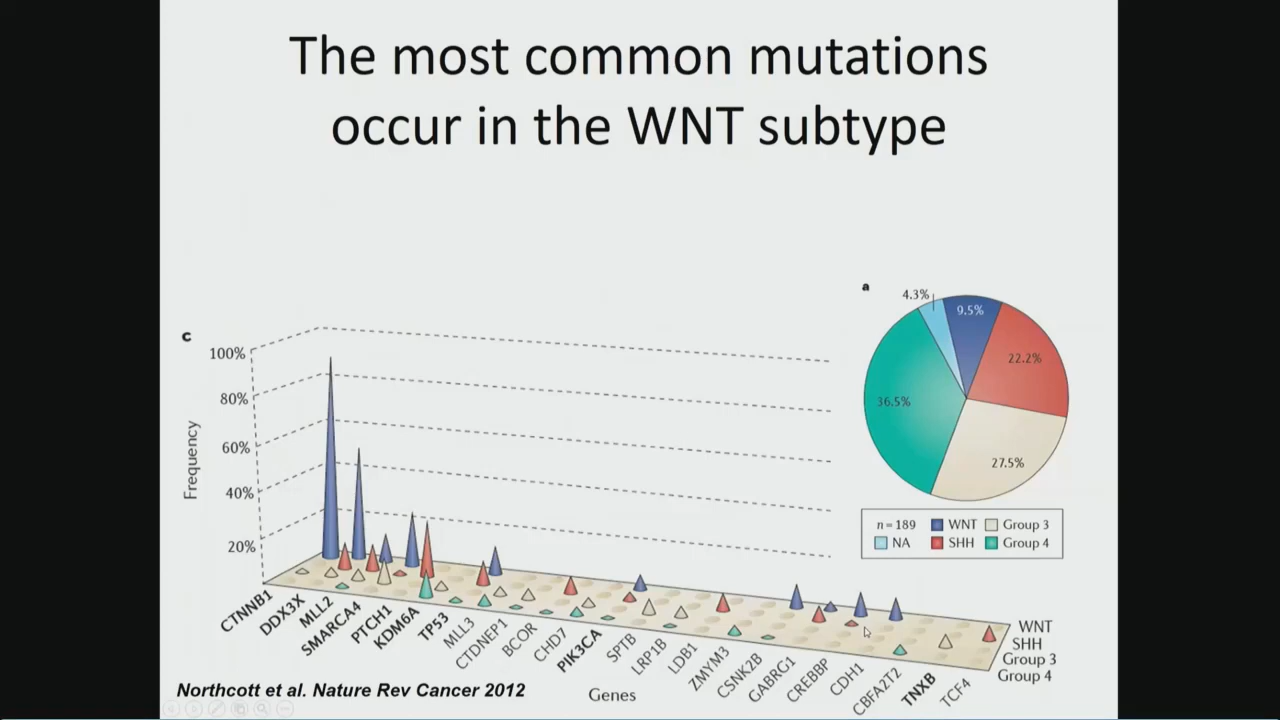 The most common mutations
occur in the WNT subtype
a
4.3%
9.5%
22.2%
36.5%
27.5%
n = 189 WNT Group 3
NA SHH Group 4
c
Frequency
100%
80%
60%
40%
20%
CTNNB1
DDX3X
MLL2
SMARCA4
PTCH1
KDM6A
TP53
MLL3
CTDNEP1
BCOR
CHD7
PIK3CA
SPTB
LRP1B
LDB1
ZMYM3
CSNK2B
GABRG1
CREBBP
CDH1
CBFA2T2
TNXB
TCF4
WNT
SHH
Group 3
Group 4
Genes
Northcott et al. Nature Rev Cancer 2012